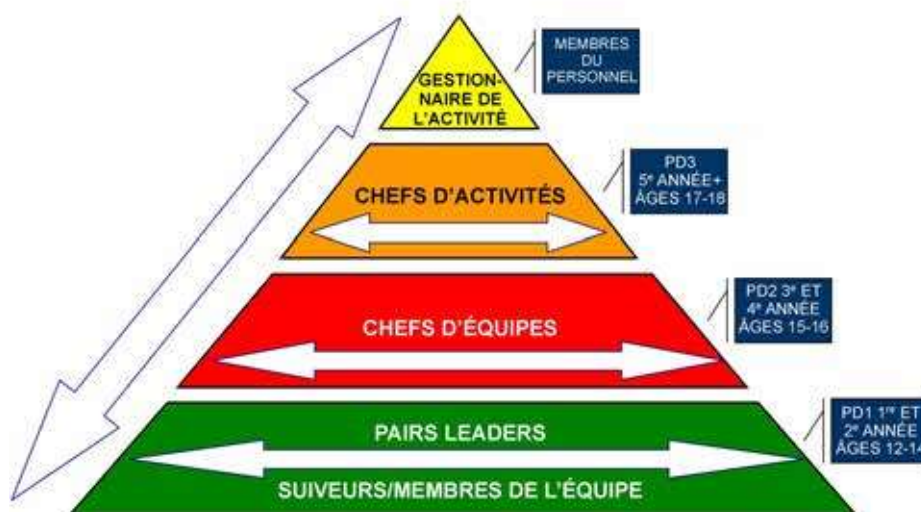 GESTION-
NAIRE DE
L'ACTIVITÉ
MEMBRES
DU
PERSONNEL
CHEFS D'ACTIVITÉS
PD3
5e ANNÉE+
ÂGES 17-18
CHEFS D'ÉQUIPES
PD2 3e ET
4e ANNÉE
ÂGES 15-16
PAIRS LEADERS
SUIVEURS/MEMBRES DE L'ÉQUIPE
PD1 1re ET
2e ANNÉE
ÂGES 12-14